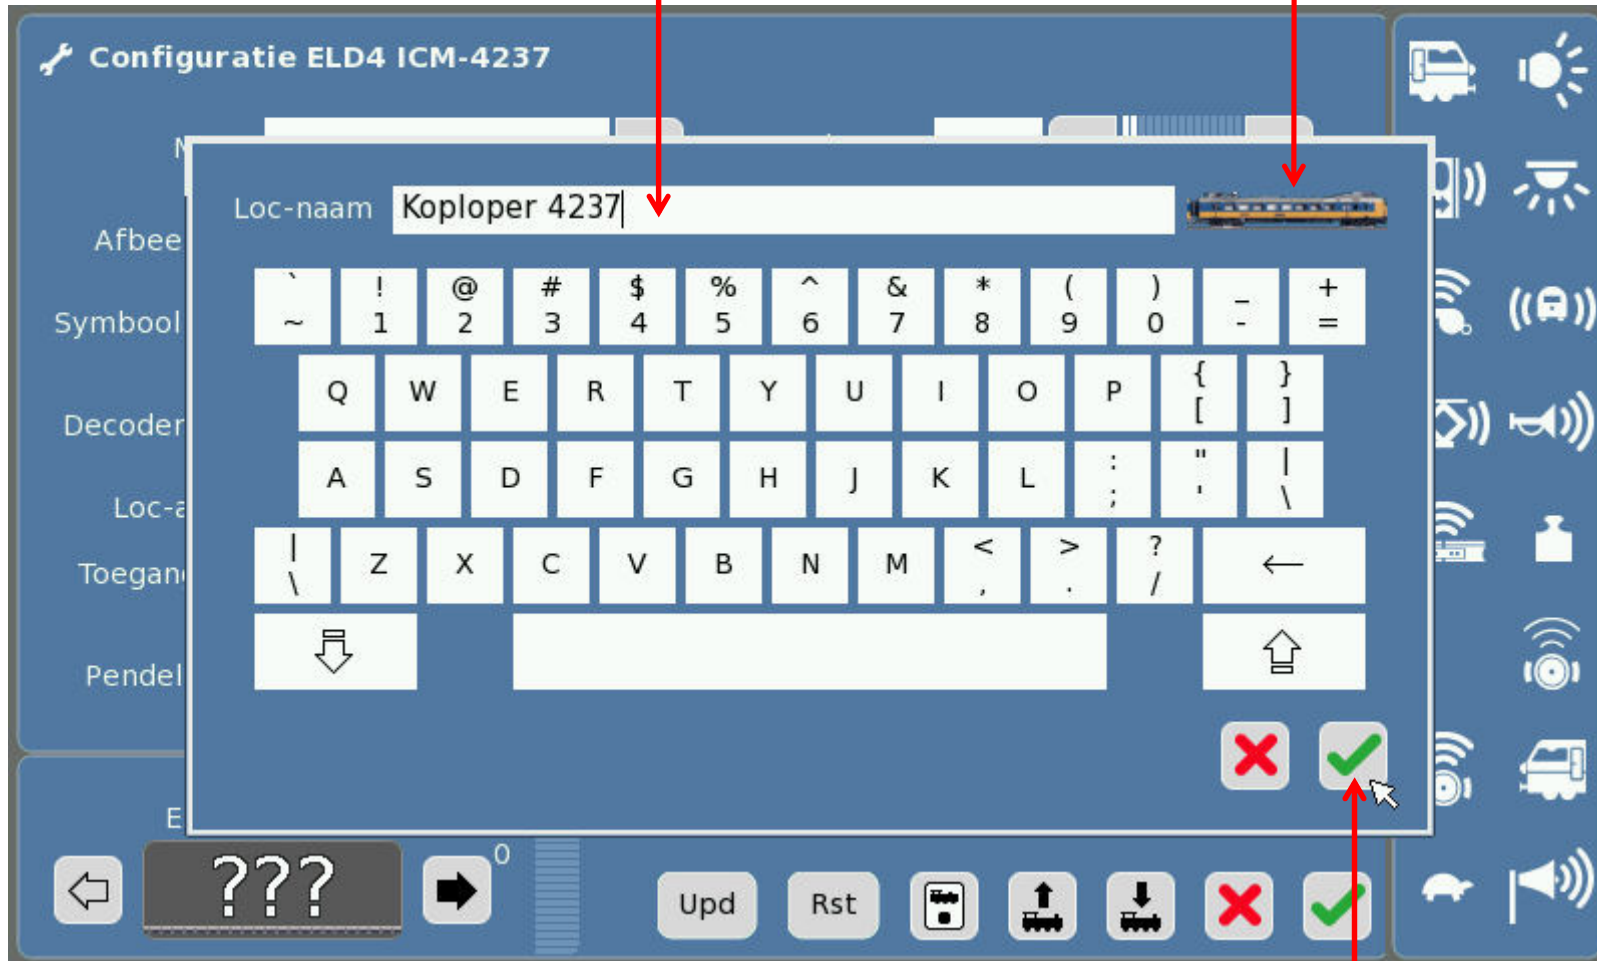 Configuratie ELD4 ICM-4237
Loc-naam Koploper 4237
Afbee
Symbool
Decoder
Loc-a
Toegan
Pendel
` ! @ # $ % ^ & * ( ) _ +
~ 1 2 3 4 5 6 7 8 9 0 - =
Q W E R T Y U I O P { [ } ]
A S D F G H J K L : ; " ' | \
| \ Z X C V B N M < , > . ? / ←
E
??? 0
Upd Rst